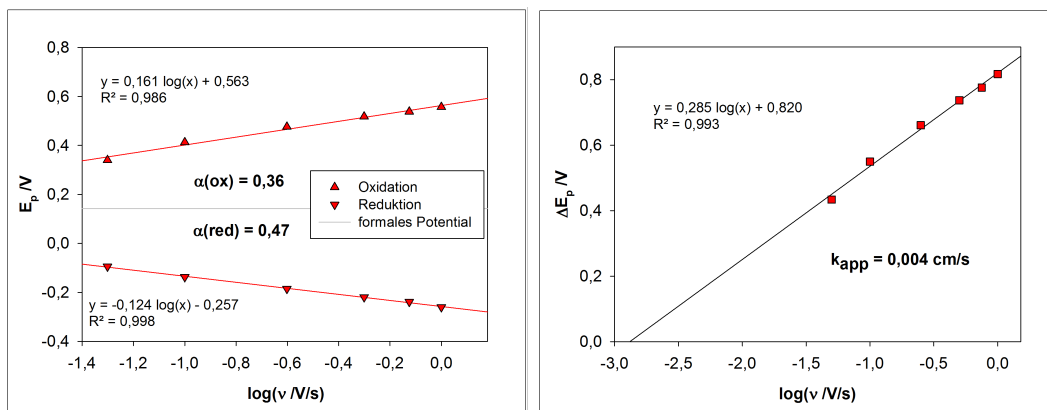 0,8
0,6
0,4
0,2
0,0
-0,2
-0,4
E_p /V
y = 0,161 log(x) + 0,563
R² = 0,986
α(ox) = 0,36
α(red) = 0,47
Oxidation
Reduktion
formales Potential
y = -0,124 log(x) - 0,257
R² = 0,998
-1,4 -1,2 -1,0 -0,8 -0,6 -0,4 -0,2 0,0
log(ν /V/s)
0,8
0,6
0,4
0,2
0,0
ΔE_p /V
y = 0,285 log(x) + 0,820
R² = 0,993
k_app = 0,004 cm/s
-3,0 -2,5 -2,0 -1,5 -1,0 -0,5 0,0
log(ν /V/s)